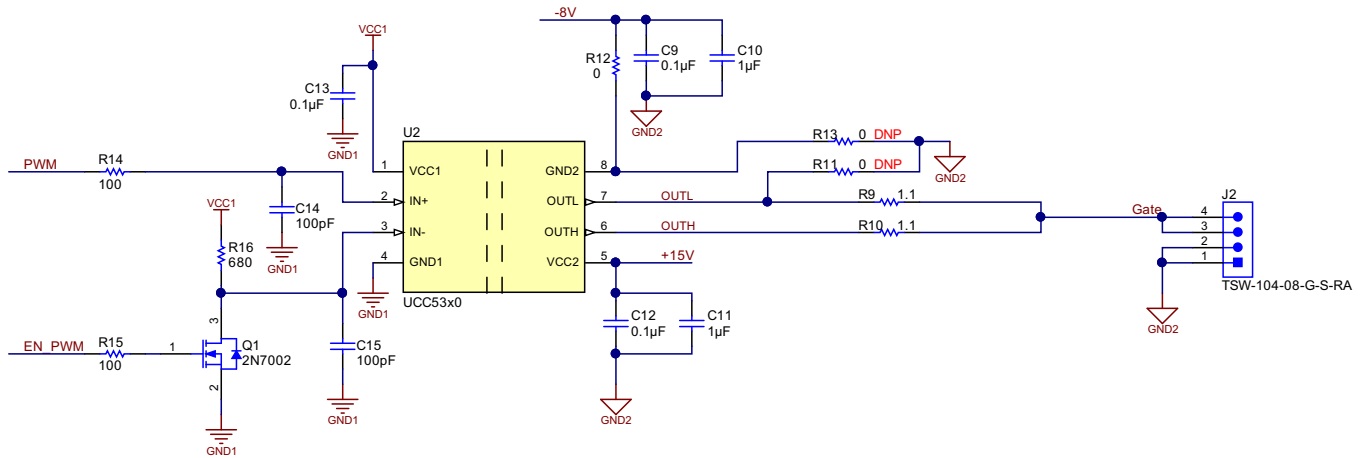 -8V
VCC1
R12
0
C9
0.1µF
C10
1µF
C13
0.1µF
GND1
GND2
U2
R13
0
DNP
PWM
R14
100
1
VCC1
GND2
8
R11
0
DNP
GND2
C14
100pF
GND1
2
IN+
OUTL
7
OUTL
R9
1.1
J2
VCC1
Gate
4
R16
680
3
IN-
OUTH
6
OUTH
R10
1.1
3
2
4
GND1
VCC2
5
+15V
1
GND1
UCC53x0
TSW-104-08-G-S-RA
GND2
C12
0.1µF
C11
1µF
EN_PWM
R15
100
1
3
2
Q1
2N7002
C15
100pF
GND1
GND1
GND2